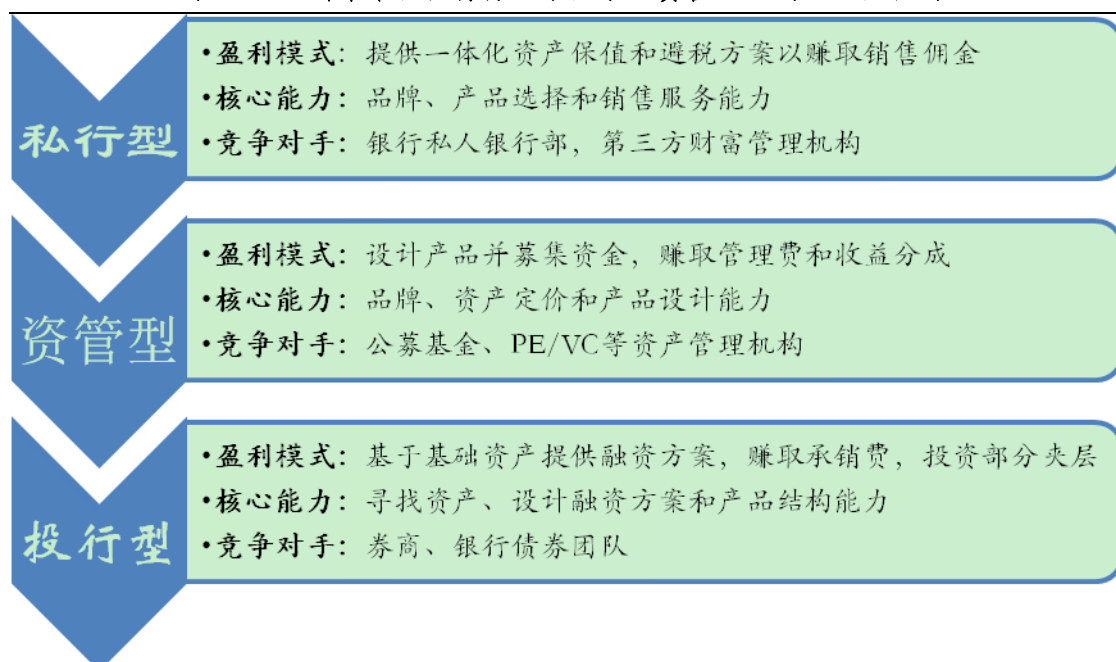 •盈利模式：提供一体化资产保值和避税方案以赚取销售佣金
•核心能力：品牌、产品选择和销售服务能力
私行型
•竞争对手：银行私人银行部，第三方财富管理机构
•盈利模式：设计产品并募集资金，赚取管理费和收益分成
•核心能力：品牌、资产定价和产品设计能力
资管型
•竞争对手：公募基金、PE/VC等资产管理机构
•盈利模式：基于基础资产提供融资方案，赚取承销费，投资部分夹层
•核心能力：寻找资产、设计融资方案和产品结构能力
投行型
•竞争对手：券商、银行债券团队